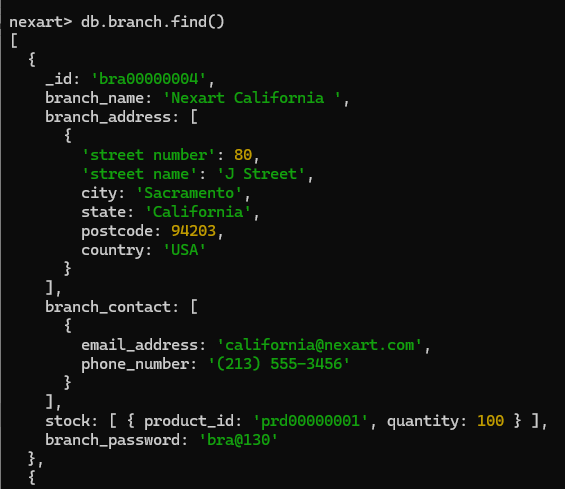 nexart> db.branch.find()
[
  {
    _id: 'bra00000004',
    branch_name: 'Nexart California ',
    branch_address: [
      {
        'street number': 80,
        'street name': 'J Street',
        city: 'Sacramento',
        state: 'California',
        postcode: 94203,
        country: 'USA'
      }
    ],
    branch_contact: [
      {
        email_address: 'california@nexart.com',
        phone_number: '(213) 555-3456'
      }
    ],
    stock: [ { product_id: 'prd00000001', quantity: 100 } ],
    branch_password: 'bra@130'
  },
  {